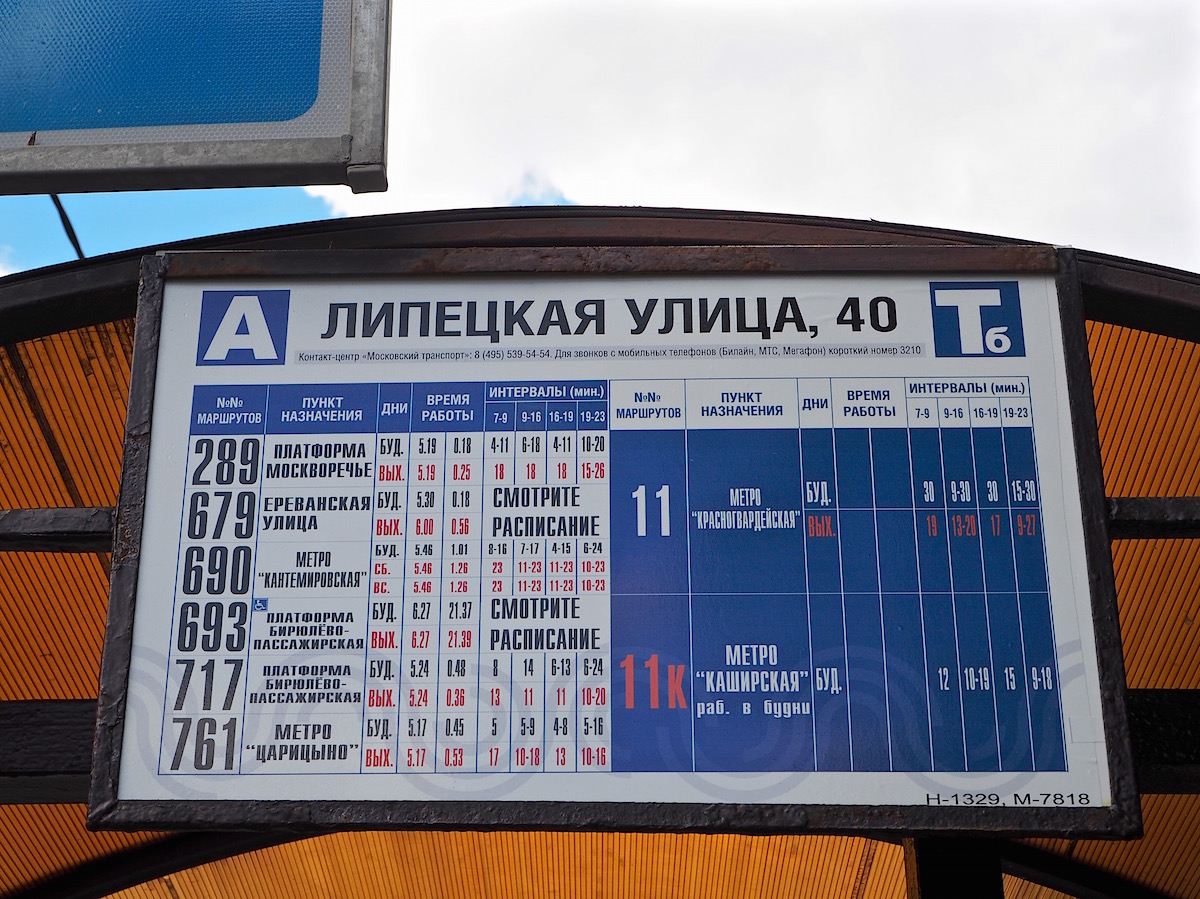 А ЛИПЕЦКАЯ УЛИЦА, 40 Тб
Контакт-центр «Московский транспорт»: 8 (495) 539-54-54. Для звонков с мобильных телефонов (Билайн, МТС, Мегафон) короткий номер 3210
№№ МАРШРУТОВ ПУНКТ НАЗНАЧЕНИЯ ДНИ ВРЕМЯ РАБОТЫ ИНТЕРВАЛЫ (мин.)
7-9 9-16 16-19 19-23
289 ПЛАТФОРМА МОСКВОРЕЧЬЕ
БУД. 5.19 0.18 4-11 6-18 4-11 10-20
ВЫХ. 5.19 0.25 18 18 18 15-26
679 ЕРЕВАНСКАЯ УЛИЦА
БУД. 5.30 0.18 СМОТРИТЕ
ВЫХ. 6.00 0.56 РАСПИСАНИЕ
690 МЕТРО "КАНТЕМИРОВСКАЯ"
БУД. 5.46 1.01 8-16 7-17 4-15 6-24
СБ. 5.46 1.26 23 11-23 11-23 10-23
ВС. 5.46 1.26 23 11-23 11-23 10-23
693 ПЛАТФОРМА БИРЮЛЁВО-ПАССАЖИРСКАЯ
БУД. 6.27 21.37 СМОТРИТЕ
ВЫХ. 6.27 21.39 РАСПИСАНИЕ
717 ПЛАТФОРМА БИРЮЛЁВО-ПАССАЖИРСКАЯ
БУД. 5.24 0.48 8 14 6-13 6-24
ВЫХ. 5.24 0.36 13 11 11 10-20
761 МЕТРО "ЦАРИЦЫНО"
БУД. 5.17 0.45 5 5-9 4-8 5-16
ВЫХ. 5.17 0.53 17 10-18 13 10-16
№№ МАРШРУТОВ ПУНКТ НАЗНАЧЕНИЯ ДНИ ВРЕМЯ РАБОТЫ ИНТЕРВАЛЫ (мин.)
7-9 9-16 16-19 19-23
11 МЕТРО "КРАСНОГВАРДЕЙСКАЯ"
БУД. 30 9-30 30 15-30
ВЫХ. 19 13-20 17 9-27
11к МЕТРО "КАШИРСКАЯ" раб. в будни
БУД. 12 10-19 15 9-18
Н-1329, М-7818